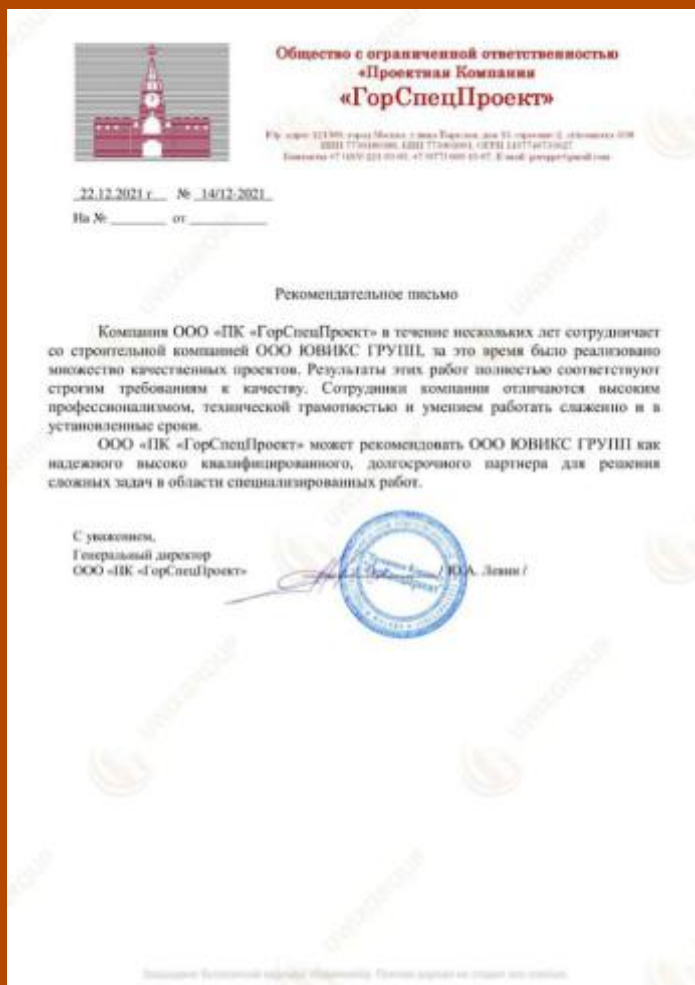 Общество с ограниченной ответственностью
«Проектная Компания
«ГорСпецПроект»
22.12.2021 г № 14/12-2021
На № от
Рекомендательное письмо
Компания ООО «ПК «ГорСпецПроект» в течение нескольких лет сотрудничает
со строительной компанией ООО ЮВИКС ГРУПП, за это время было реализовано
множество качественных проектов. Результаты этих работ полностью соответствуют
строгим требованиям к качеству. Сотрудники компании отличаются высоким
профессионализмом, технической грамотностью и умением работать слаженно и в
установленные сроки.
ООО «ПК «ГорСпецПроект» может рекомендовать ООО ЮВИКС ГРУПП как
надежного высоко квалифицированного, долгосрочного партнера для решения
сложных задач в области специализированных работ.
С уважением,
Генеральный директор
ООО «ПК «ГорСпецПроект» / Ю.А. Левин /
UWIXGROUP